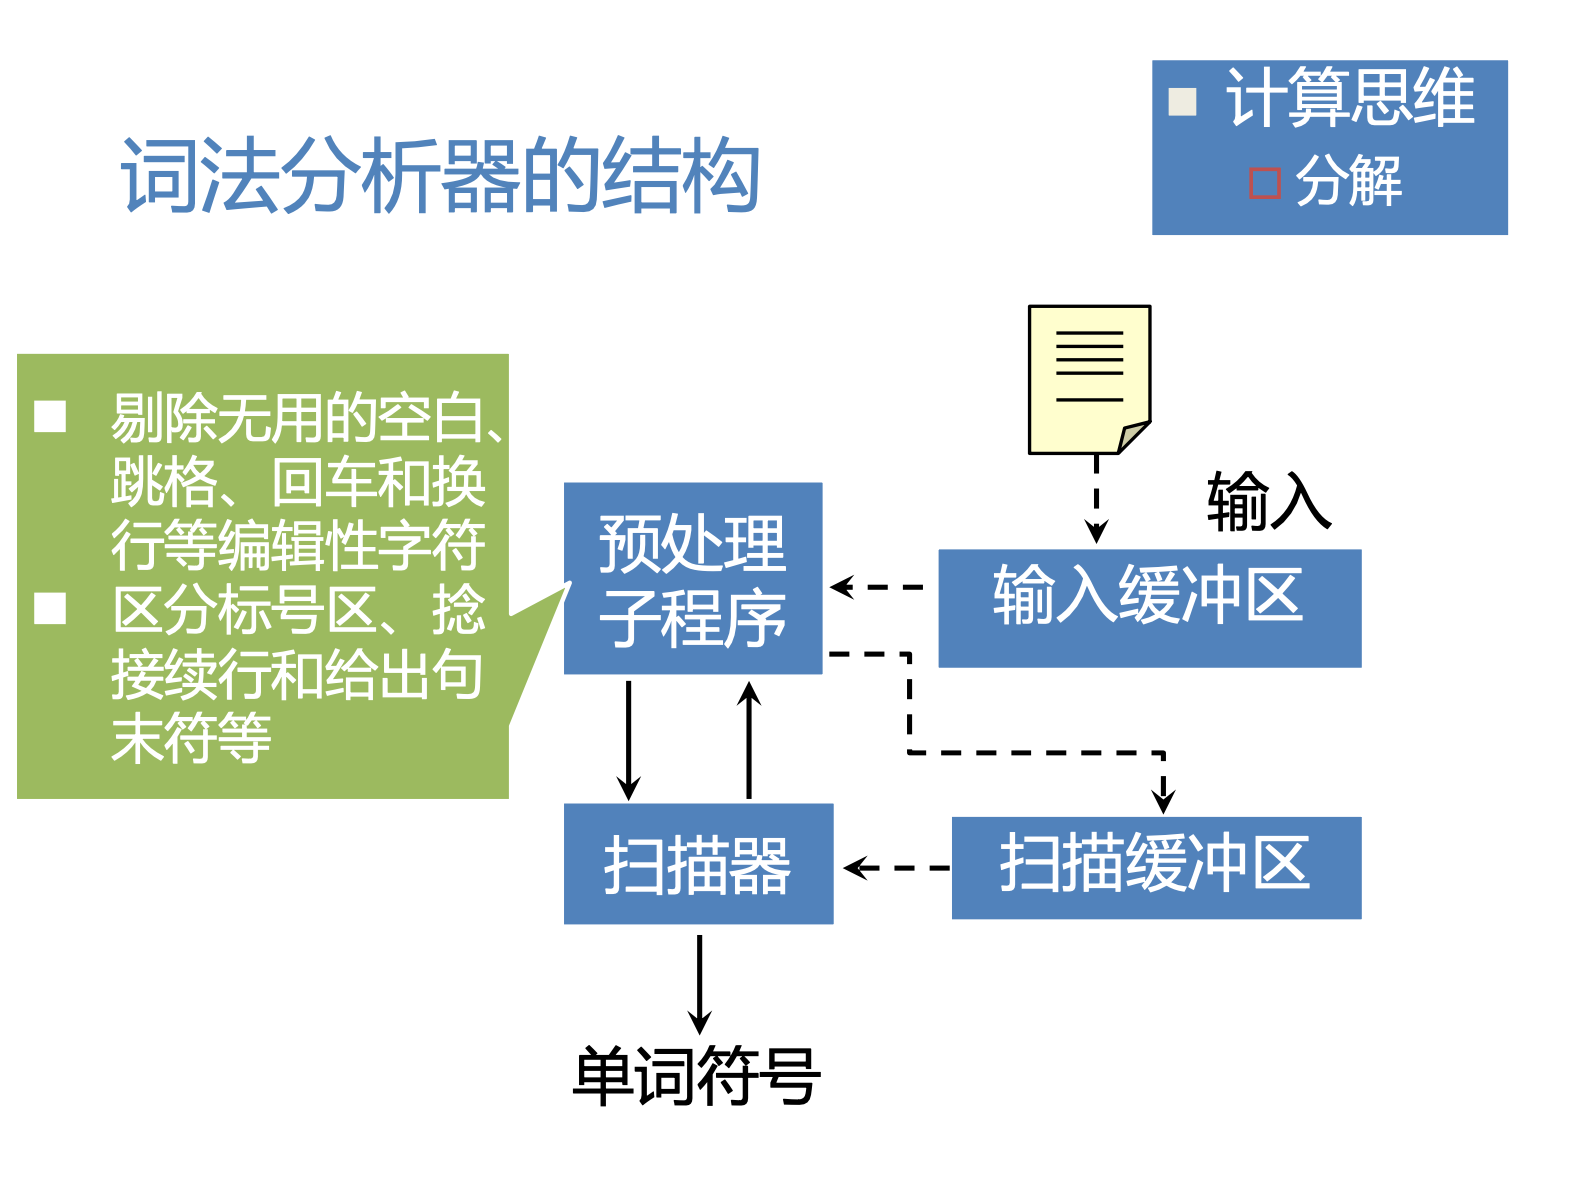 计算思维
分解
词法分析器的结构
剔除无用的空白、
跳格、回车和换
行等编辑性字符
区分标号区、捻
接续行和给出句
末符等
输入
预处理
子程序
输入缓冲区
扫描器
扫描缓冲区
单词符号